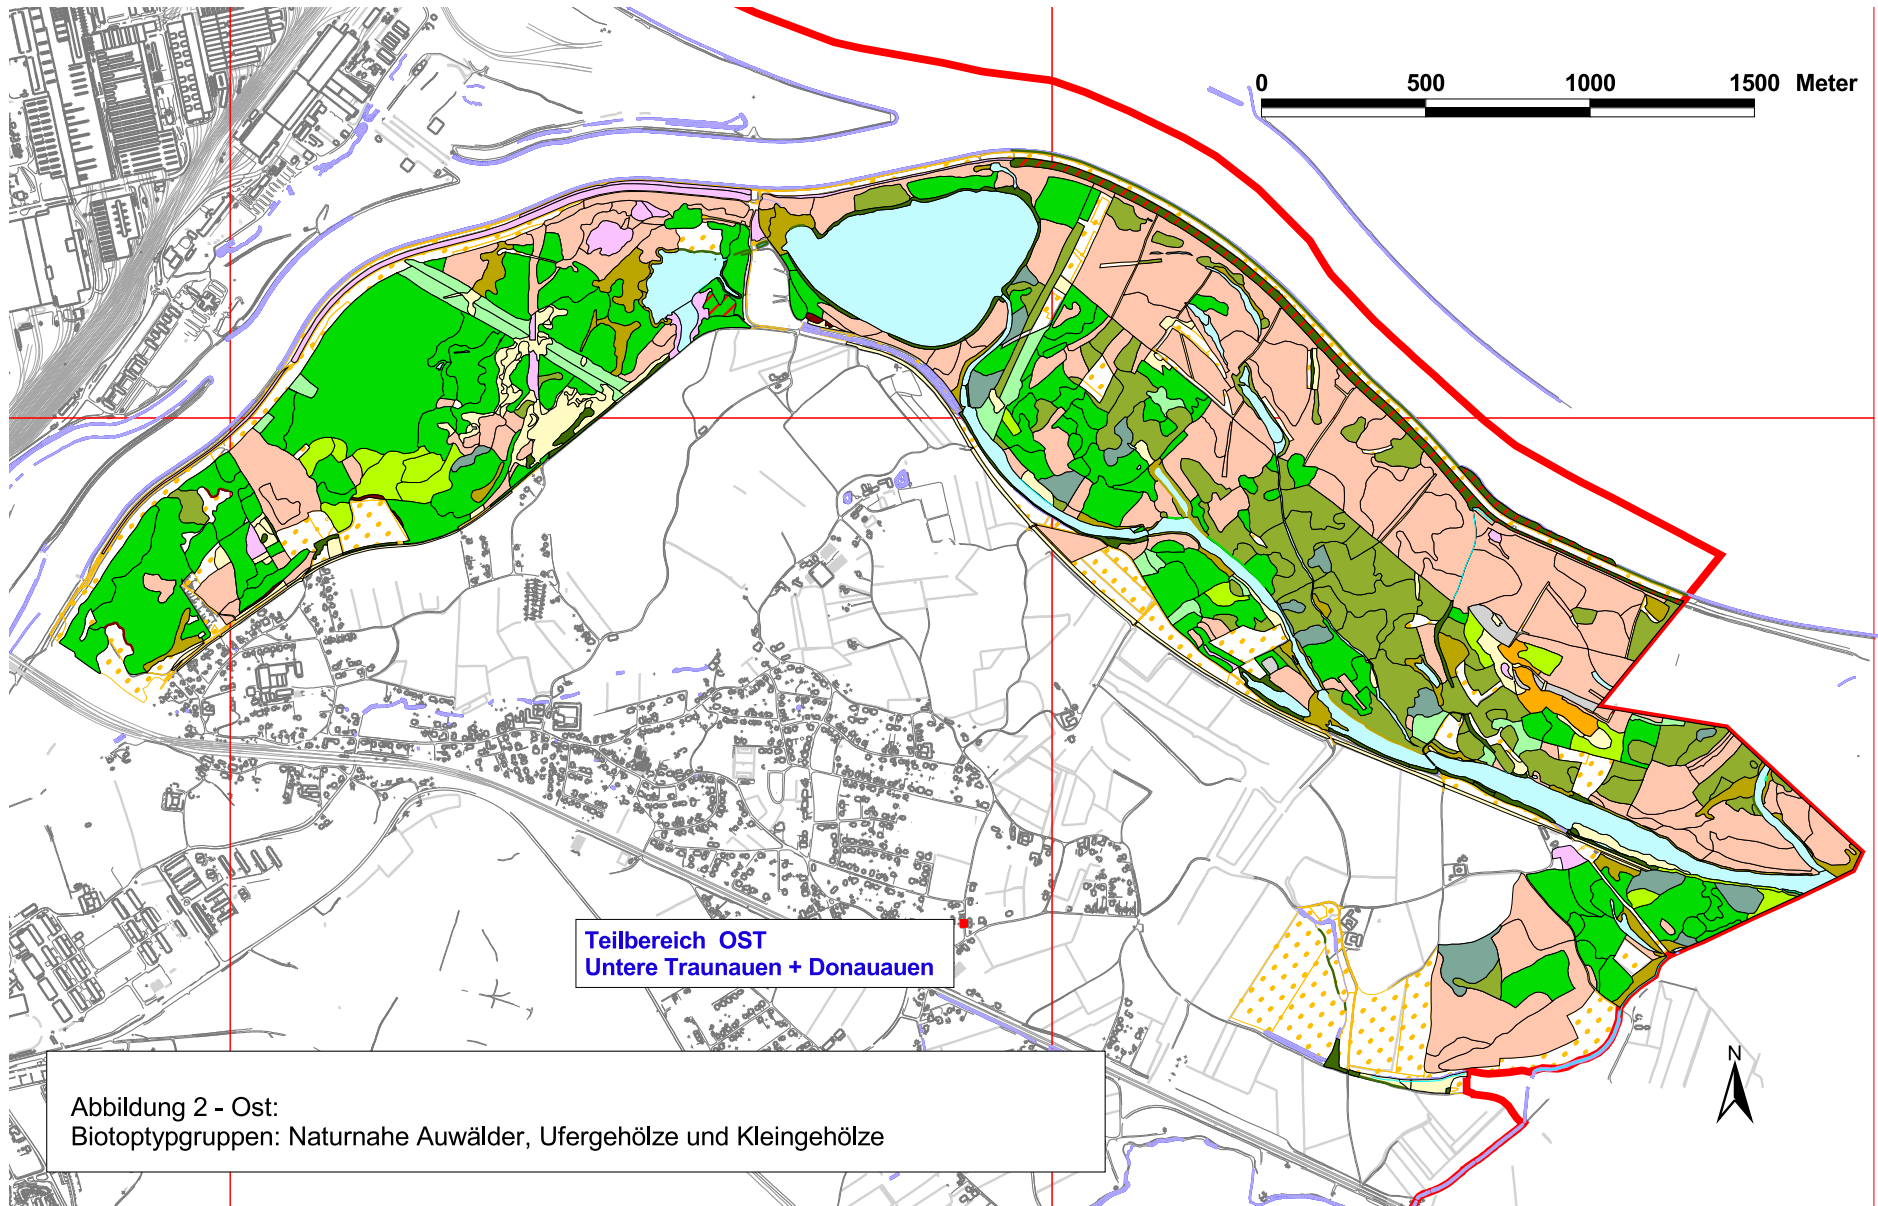 0 500 1000 1500 Meter
Teilbereich OST
Untere Traunauen + Donauauen
N
Abbildung 2 - Ost:
Biotoptypgruppen: Naturnahe Auwälder, Ufergehölze und Kleingehölze